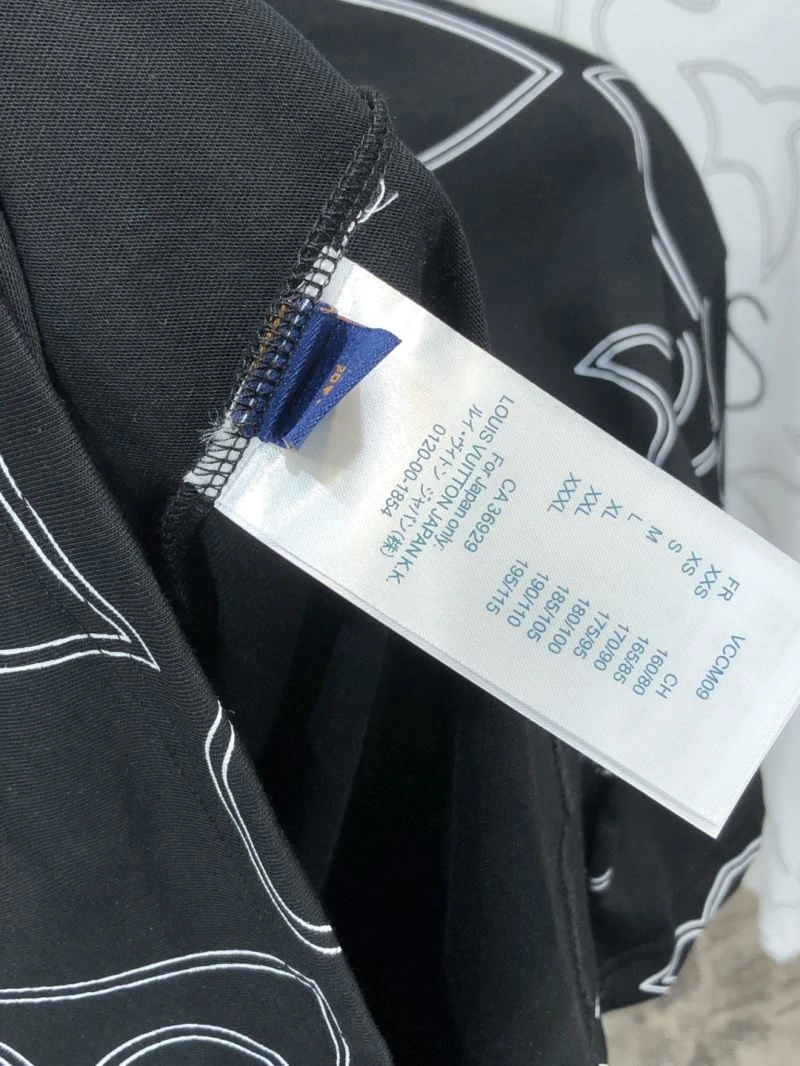 VCCM09
FR CH
XXS 160/80
XS 165/85
S 170/90
M 175/95
L 180/100
XL 185/105
XXL 190/110
XXXL 195/115
CA 36929
For Japan only:
LOUIS VUITTON JAPAN K.K.
ルイ・ヴィトン ジャパン(株)
0120-00-1854